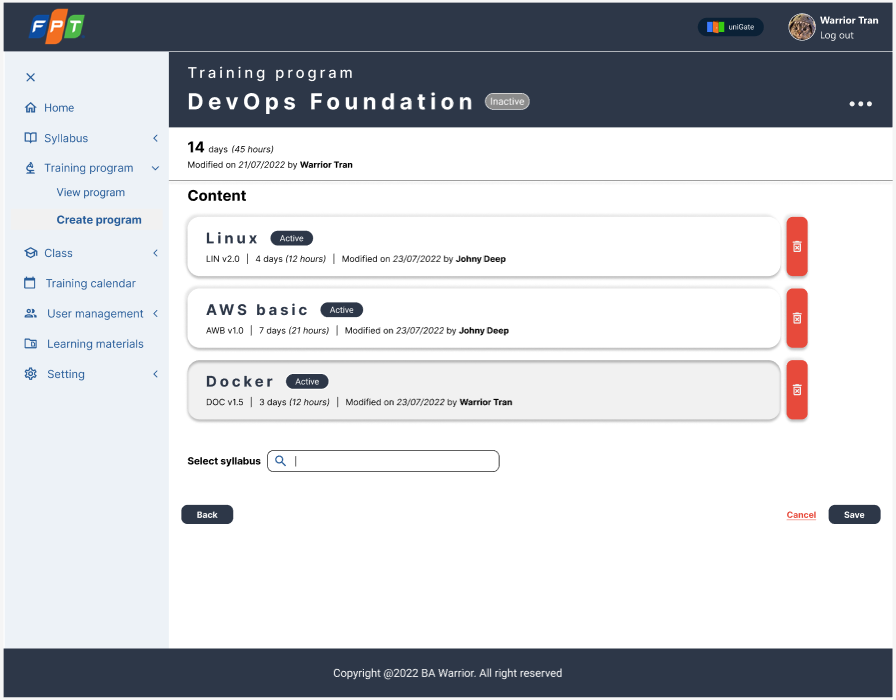 FPT
uniGate
Warrior Tran
Log out
Home
Syllabus
Training program
View program
Create program
Class
Training calendar
User management
Learning materials
Setting
Training program
DevOps Foundation Inactive
14 days (45 hours)
Modified on 21/07/2022 by Warrior Tran
Content
Linux Active
LIN v2.0 | 4 days (12 hours) | Modified on 23/07/2022 by Johny Deep
AWS basic Active
AWB v1.0 | 7 days (21 hours) | Modified on 23/07/2022 by Johny Deep
Docker Active
DOC v1.5 | 3 days (12 hours) | Modified on 23/07/2022 by Warrior Tran
Select syllabus
Back
Cancel
Save
Copyright @2022 BA Warrior. All right reserved